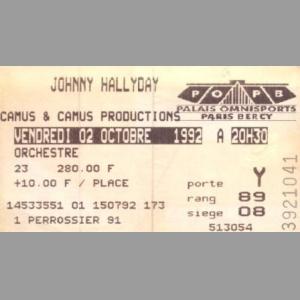 JOHNNY HALLYDAY
POPB
PALAIS OMNISPORTS
PARIS BERCY
CAMUS & CAMUS PRODUCTIONS
VENDREDI 02 OCTOBRE 1992 A 20H30
ORCHESTRE
23 280.00 F
+10.00 F / PLACE
porte Y
rang 89
siege 08
14533551 01 150792 173
1 PERROSSIER 91
513054
3921041